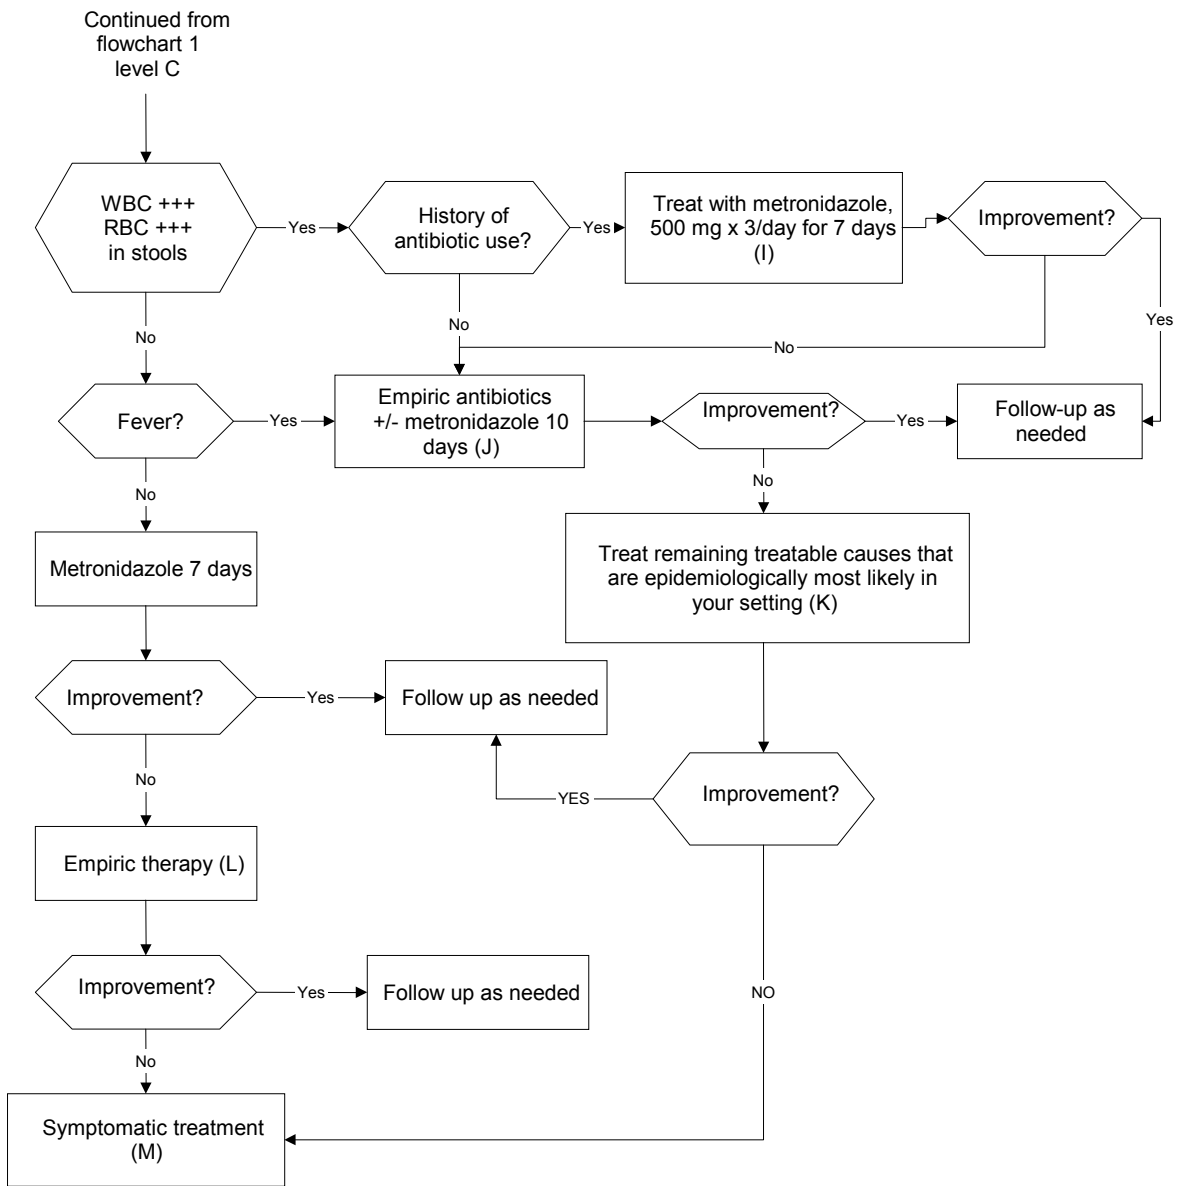 Continued from
flowchart 1
level C
WBC +++
RBC +++
in stools
Yes
History of
antibiotic use?
Yes
Treat with metronidazole,
500 mg x 3/day for 7 days
(I)
Improvement?
No
No
No
Yes
Fever?
Yes
Empiric antibiotics
+/- metronidazole 10
days (J)
Improvement?
Yes
Follow-up as
needed
No
No
Metronidazole 7 days
Treat remaining treatable causes that
are epidemiologically most likely in
your setting (K)
Improvement?
Yes
Follow up as needed
No
YES
Improvement?
Empiric therapy (L)
Improvement?
Yes
Follow up as needed
NO
No
Symptomatic treatment
(M)